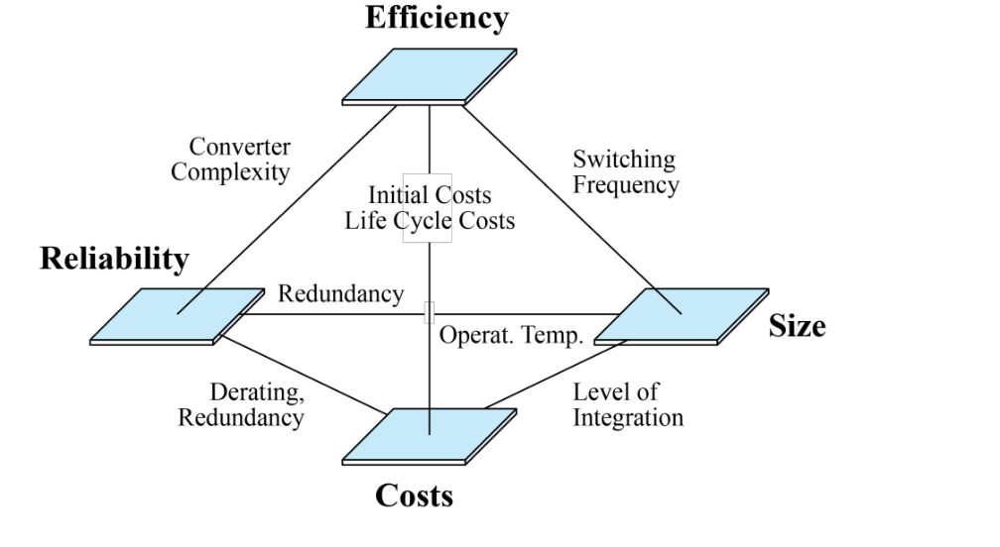 Efficiency
Converter
Complexity
Switching
Frequency
Initial Costs
Life Cycle Costs
Reliability
Redundancy
Operat. Temp.
Size
Derating,
Redundancy
Level of
Integration
Costs